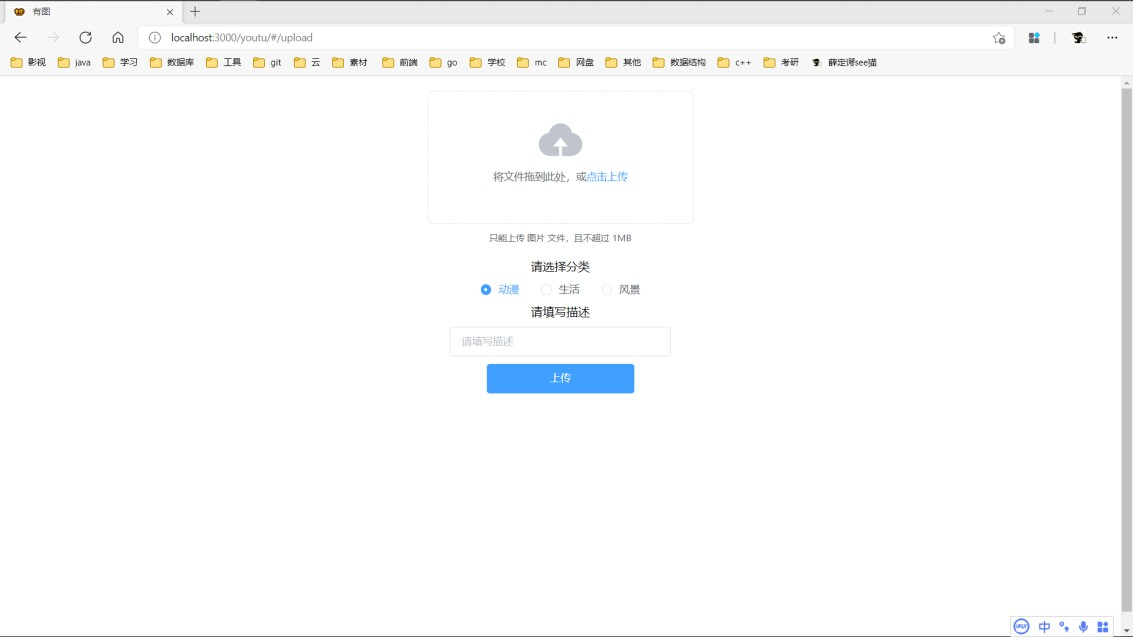 有图
localhost:3000/youtu/#/upload
影视 java 学习 数据库 工具 git 云 素材 前端 go 学校 mc 网盘 其他 数据结构 c++ 考研 薛定谔see猫
将文件拖到此处，或点击上传
只能上传 图片 文件，且不超过 1MB
请选择分类
动漫 生活 风景
请填写描述
请填写描述
上传
iFLY 中